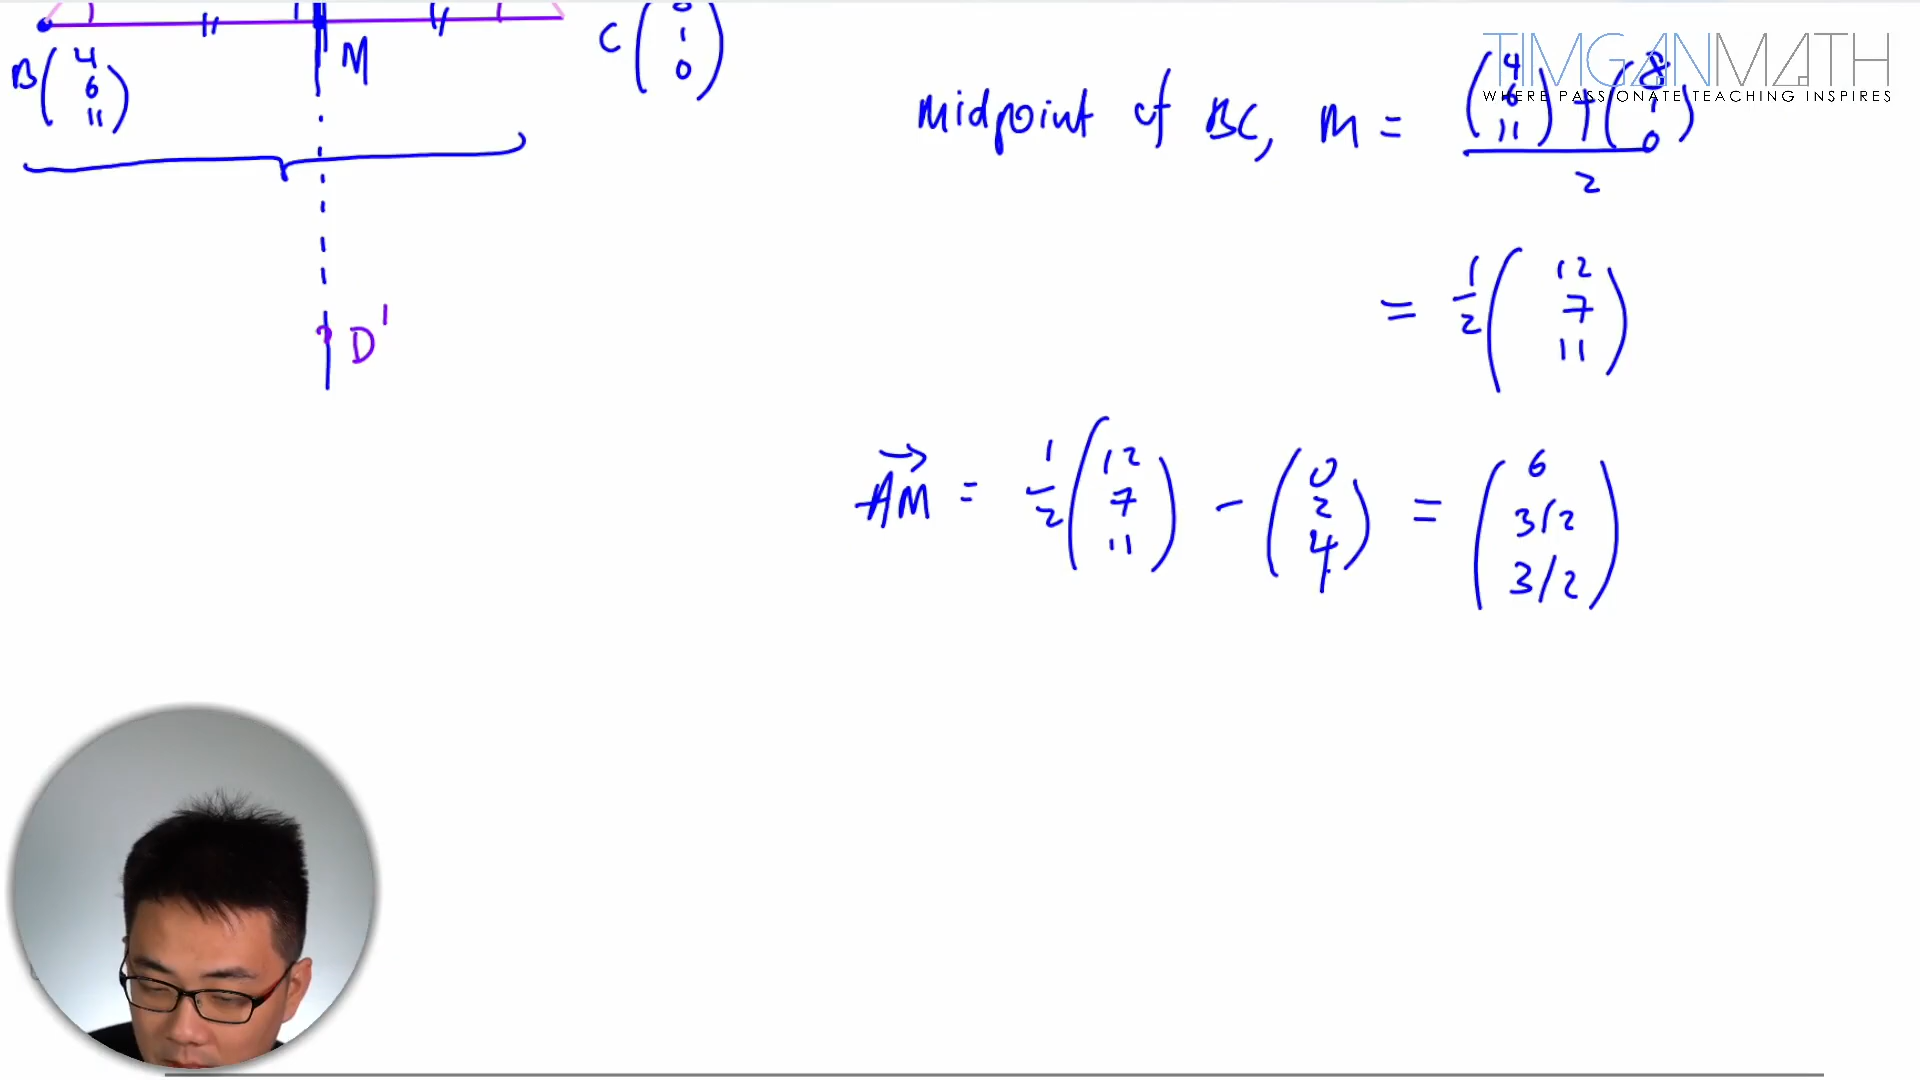 TIMGANMATH
WHERE PASSIONATE TEACHING INSPIRES
B ( 4 6 11 )
M
C ( 1 0 )
D'
midpoint of BC, M = ( 4 6 11 ) + ( 8 1 0 )
2
= 1/2 ( 12 7 11 )
AM = 1/2 ( 12 7 11 ) - ( 0 2 4 ) = ( 6 3/2 3/2 )